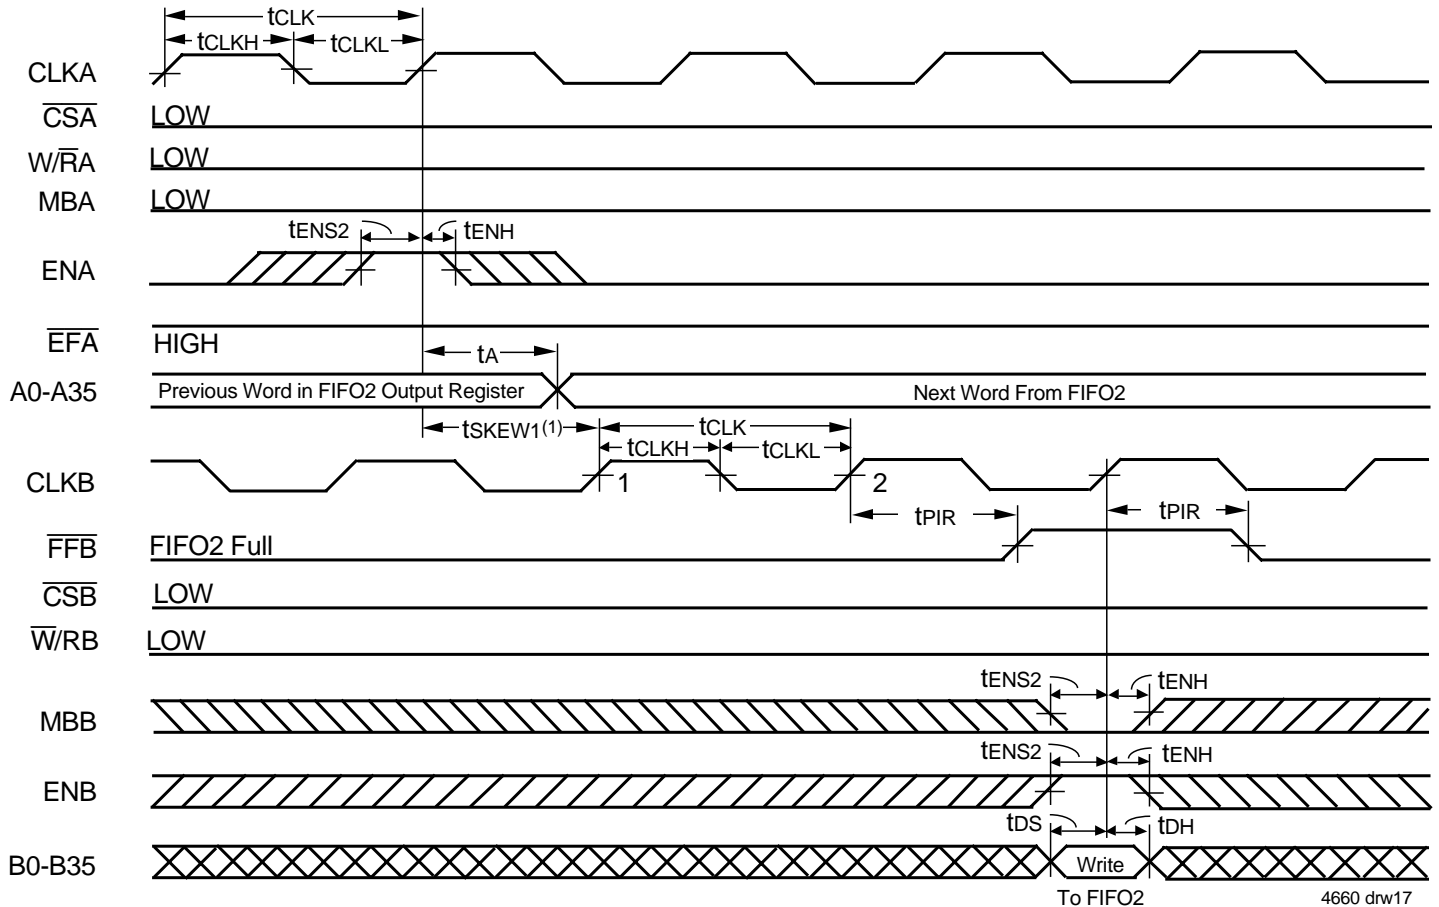 tCLK
tCLKH
tCLKL
CLKA
CSA
LOW
W/RA
LOW
MBA
LOW
tENS2
tENH
ENA
EFA
HIGH
tA
A0-A35
Previous Word in FIFO2 Output Register
Next Word From FIFO2
tSKEW1(1)
tCLK
tCLKH
tCLKL
CLKB
1
2
tPIR
tPIR
FFB
FIFO2 Full
CSB
LOW
W/RB
LOW
tENS2
tENH
MBB
tENS2
tENH
ENB
tDS
tDH
B0-B35
Write
To FIFO2
4660 drw17